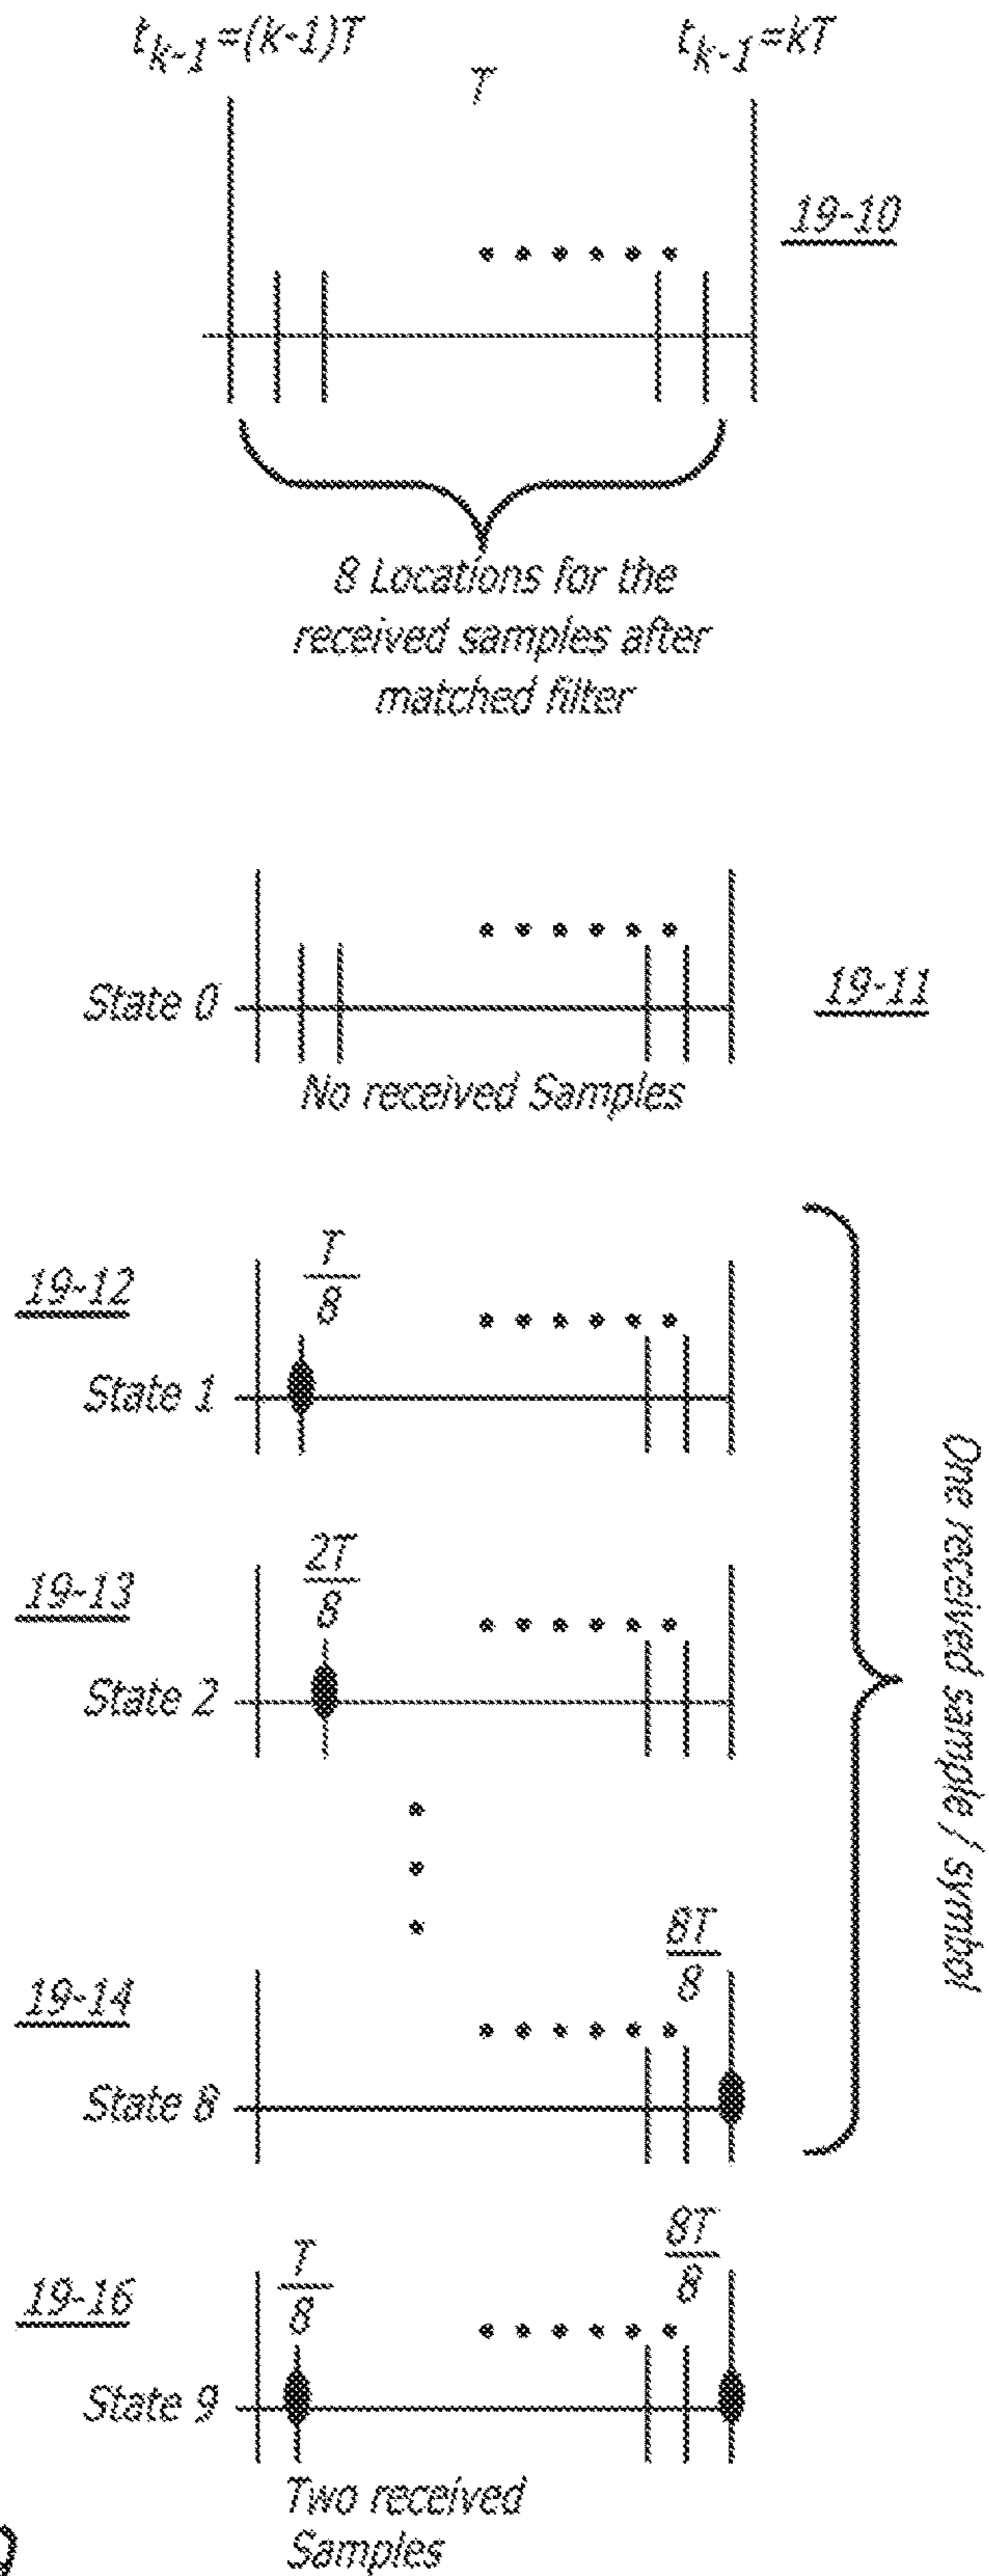 t_{k-1}=(k-1)T
t_{k-1}=kT
T
19-10
8 Locations for the
received samples after
matched filter
State 0
19-11
No received Samples
19-12
T/8
State 1
19-13
2T/8
State 2
One received sample / symbol
19-14
8T/8
State 8
19-16
T/8
8T/8
State 9
Two received
Samples